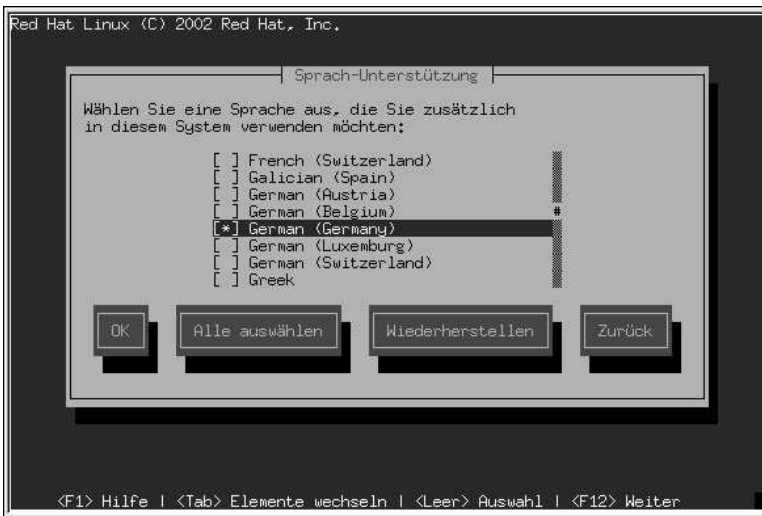 Red Hat Linux (C) 2002 Red Hat, Inc.
Sprach-Unterstützung
Wählen Sie eine Sprache aus, die Sie zusätzlich
in diesem System verwenden möchten:
[ ] French (Switzerland)
[ ] Galician (Spain)
[ ] German (Austria)
[ ] German (Belgium) #
[*] German (Germany)
[ ] German (Luxemburg)
[ ] German (Switzerland)
[ ] Greek
OK Alle auswählen Wiederherstellen Zurück
<F1> Hilfe | <Tab> Elemente wechseln | <Leer> Auswahl | <F12> Weiter